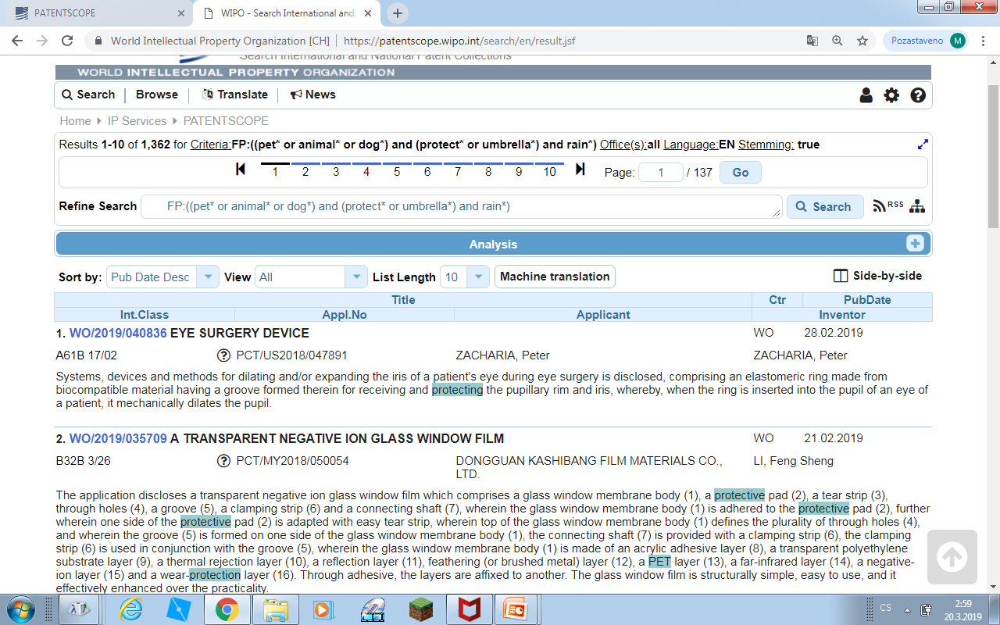 PATENTSCOPE
WIPO - Search International and
World Intellectual Property Organization [CH] https://patentscope.wipo.int/search/en/result.jsf
Pozastaveno M
Search International and National Patent Collections
WORLD INTELLECTUAL PROPERTY ORGANIZATION
Search Browse Translate News
Home IP Services PATENTSCOPE
Results 1-10 of 1,362 for Criteria:FP:((pet* or animal* or dog*) and (protect* or umbrella*) and rain*) Office(s):all Language:EN Stemming: true
1 2 3 4 5 6 7 8 9 10 Page: 1 / 137 Go
Refine Search FP:((pet* or animal* or dog*) and (protect* or umbrella*) and rain*) Search RSS
Analysis
Sort by: Pub Date Desc View All List Length 10 Machine translation Side-by-side
Title Ctr PubDate
Int.Class Appl.No Applicant Inventor
1. WO/2019/040836 EYE SURGERY DEVICE WO 28.02.2019
A61B 17/02 PCT/US2018/047891 ZACHARIA, Peter ZACHARIA, Peter
Systems, devices and methods for dilating and/or expanding the iris of a patient's eye during eye surgery is disclosed, comprising an elastomeric ring made from
biocompatible material having a groove formed therein for receiving and protecting the pupillary rim and iris, whereby, when the ring is inserted into the pupil of an eye of
a patient, it mechanically dilates the pupil.
2. WO/2019/035709 A TRANSPARENT NEGATIVE ION GLASS WINDOW FILM WO 21.02.2019
B32B 3/26 PCT/MY2018/050054 DONGGUAN KASHIBANG FILM MATERIALS CO., LI, Feng Sheng
LTD.
The application discloses a transparent negative ion glass window film which comprises a glass window membrane body (1), a protective pad (2), a tear strip (3),
through holes (4), a groove (5), a clamping strip (6) and a connecting shaft (7), wherein the glass window membrane body (1) is adhered to the protective pad (2), further
wherein one side of the protective pad (2) is adapted with easy tear strip, wherein top of the glass window membrane body (1) defines the plurality of through holes (4),
and wherein the groove (5) is formed on one side of the glass window membrane body (1), the connecting shaft (7) is provided with a clamping strip (6), the clamping
strip (6) is used in conjunction with the groove (5), wherein the glass window membrane body (1) is made of an acrylic adhesive layer (8), a transparent polyethylene
substrate layer (9), a thermal rejection layer (10), a reflection layer (11), feathering (or brushed metal) layer (12), a PET layer (13), a far-infrared layer (14), a negative-
ion layer (15) and a wear-protection layer (16). Through adhesive, the layers are affixed to another. The glass window film is structurally simple, easy to use, and it
effectively enhanced over the practicality.
CS 2:59
20.3.2019